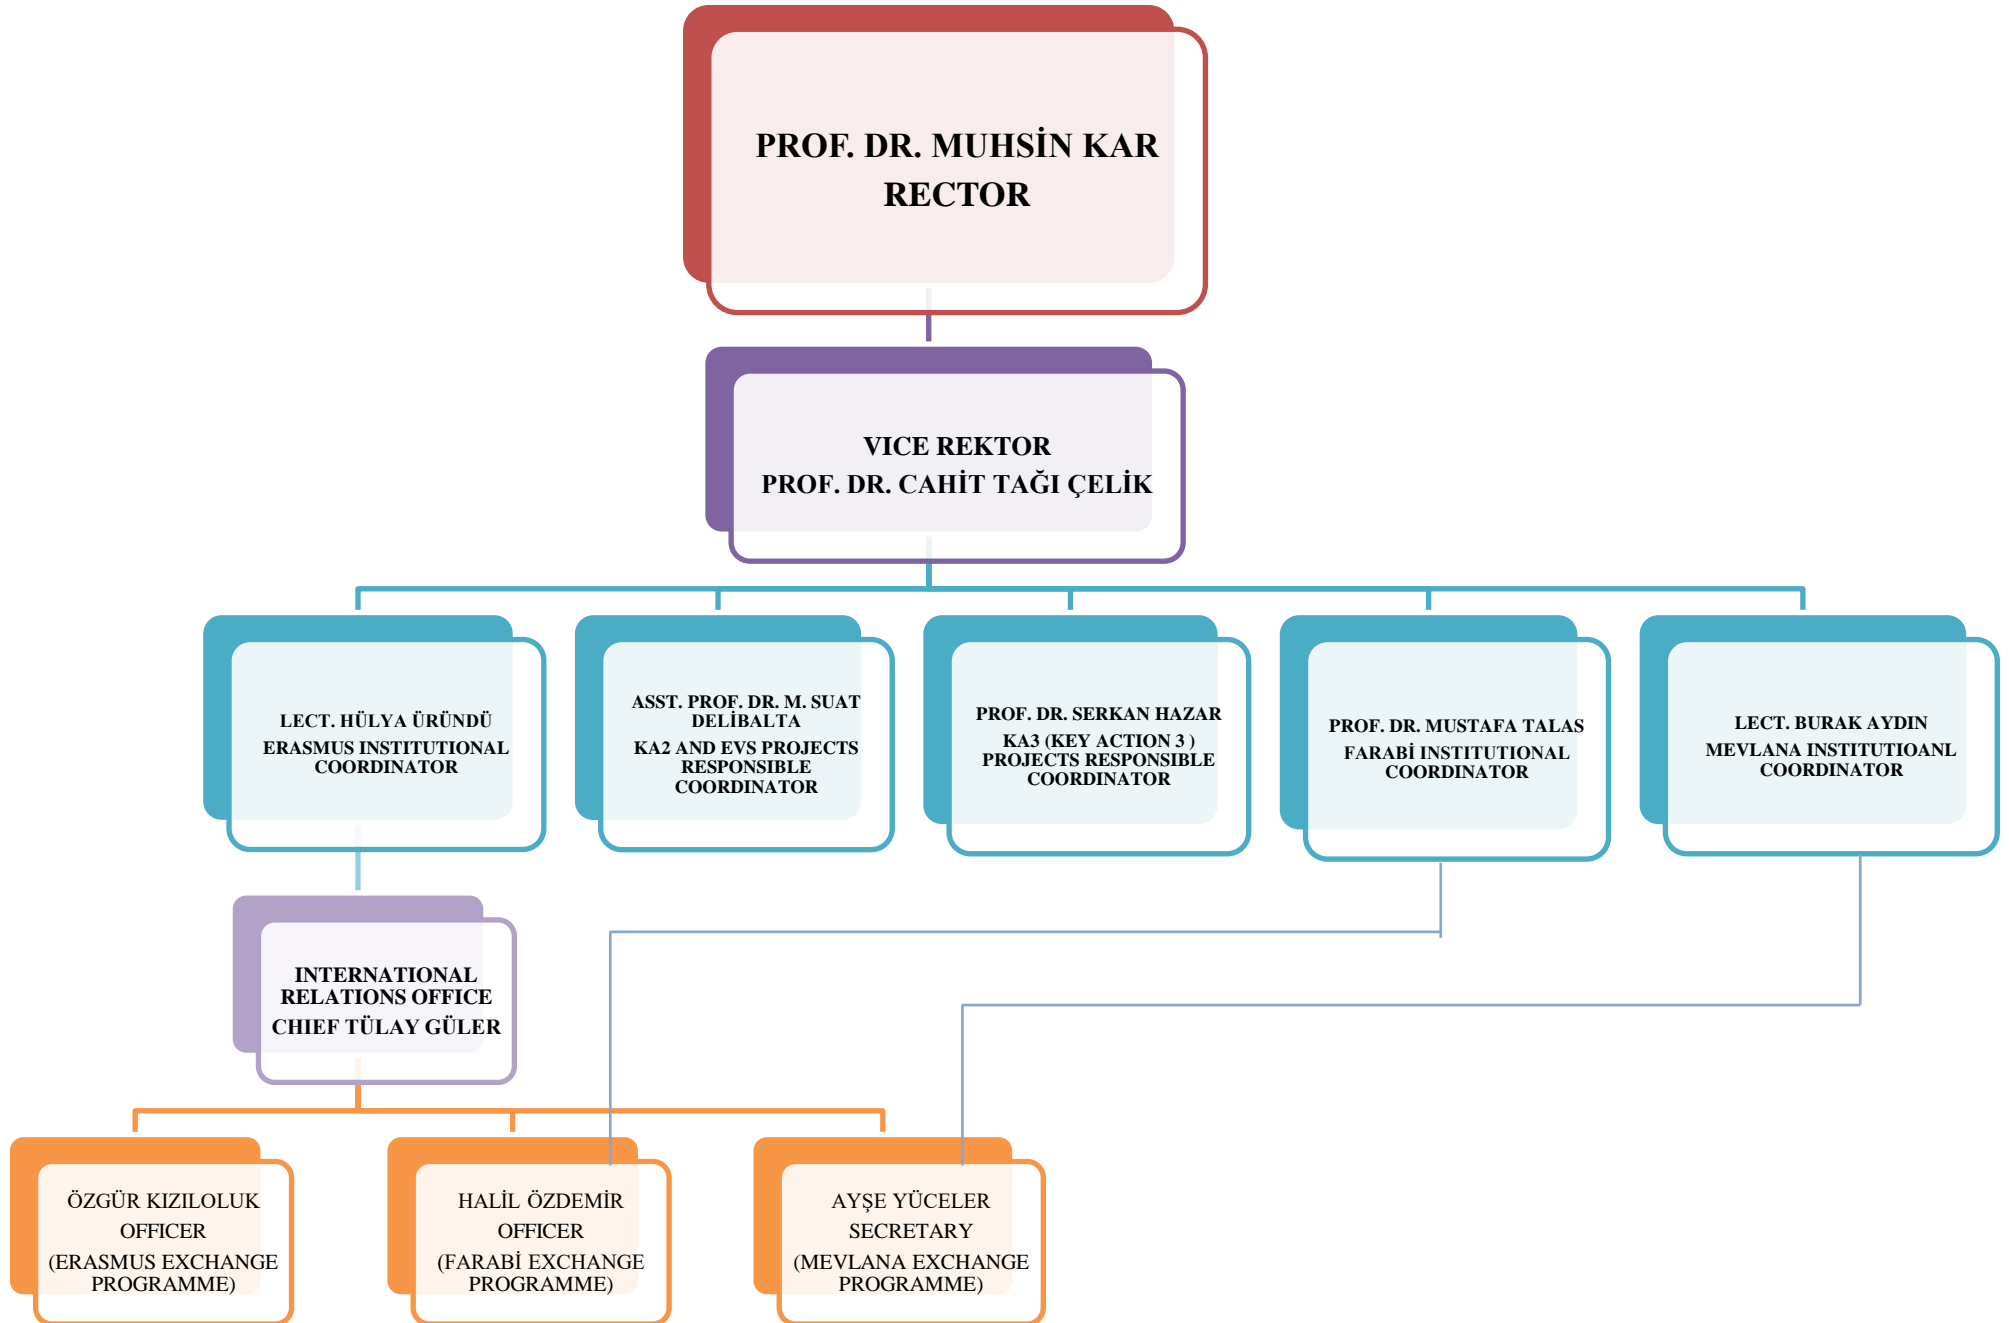 PROF. DR. MUHSİN KAR
RECTOR
VICE REKTOR
PROF. DR. CAHİT TAĞI ÇELİK
LECT. HÜLYA ÜRÜNDÜ
ERASMUS INSTITUTIONAL
COORDINATOR
ASST. PROF. DR. M. SUAT
DELİBALTA
KA2 AND EVS PROJECTS
RESPONSIBLE
COORDINATOR
PROF. DR. SERKAN HAZAR
KA3 (KEY ACTION 3 )
PROJECTS RESPONSIBLE
COORDINATOR
PROF. DR. MUSTAFA TALAS
FARABİ INSTITUTIONAL
COORDINATOR
LECT. BURAK AYDIN
MEVLANA INSTITUTIOANL
COORDINATOR
INTERNATIONAL
RELATIONS OFFICE
CHIEF TÜLAY GÜLER
ÖZGÜR KIZILOLUK
OFFICER
(ERASMUS EXCHANGE
PROGRAMME)
HALİL ÖZDEMİR
OFFICER
(FARABİ EXCHANGE
PROGRAMME)
AYŞE YÜCELER
SECRETARY
(MEVLANA EXCHANGE
PROGRAMME)